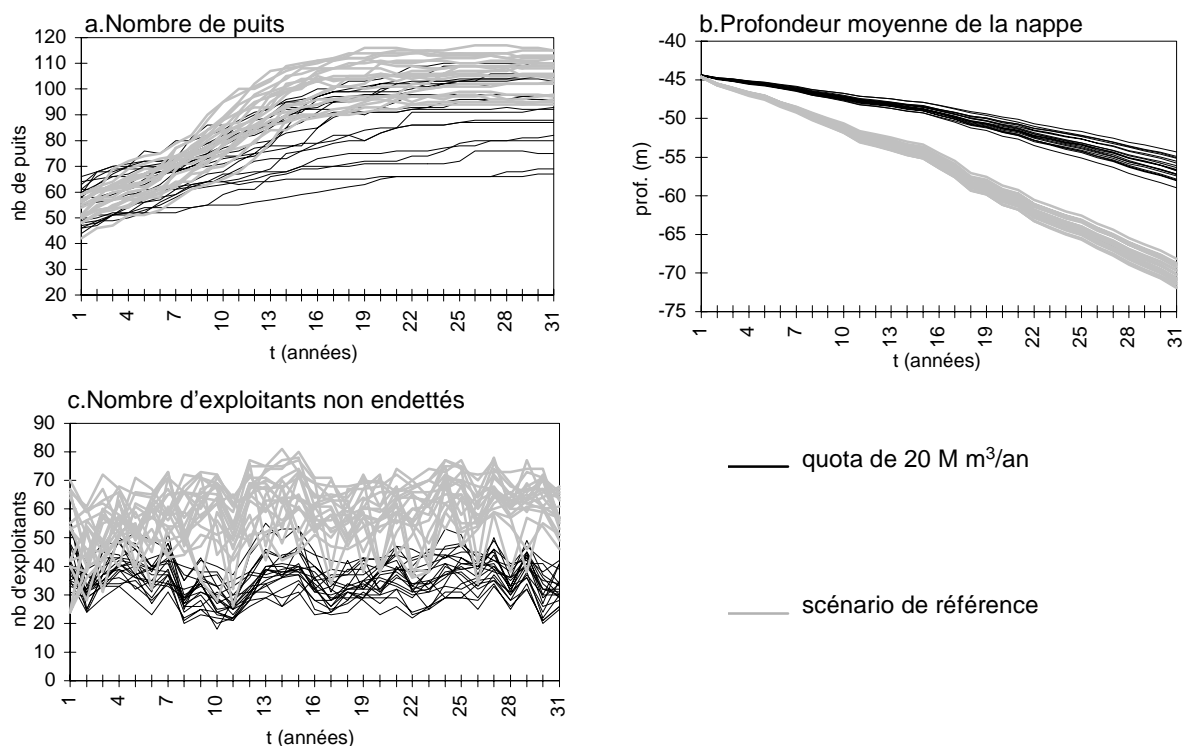 a.Nombre de puits
120
110
100
90
80
70
60
50
40
30
20
nb de puits
1 4 7 10 13 16 19 22 25 28 31
t (années)
b.Profondeur moyenne de la nappe
-40
-45
-50
-55
-60
-65
-70
-75
prof. (m)
1 4 7 10 13 16 19 22 25 28 31
t (années)
c.Nombre d'exploitants non endettés
90
80
70
60
50
40
30
20
10
0
nb d'exploitants
1 4 7 10 13 16 19 22 25 28 31
t (années)
quota de 20 M m³/an
scénario de référence